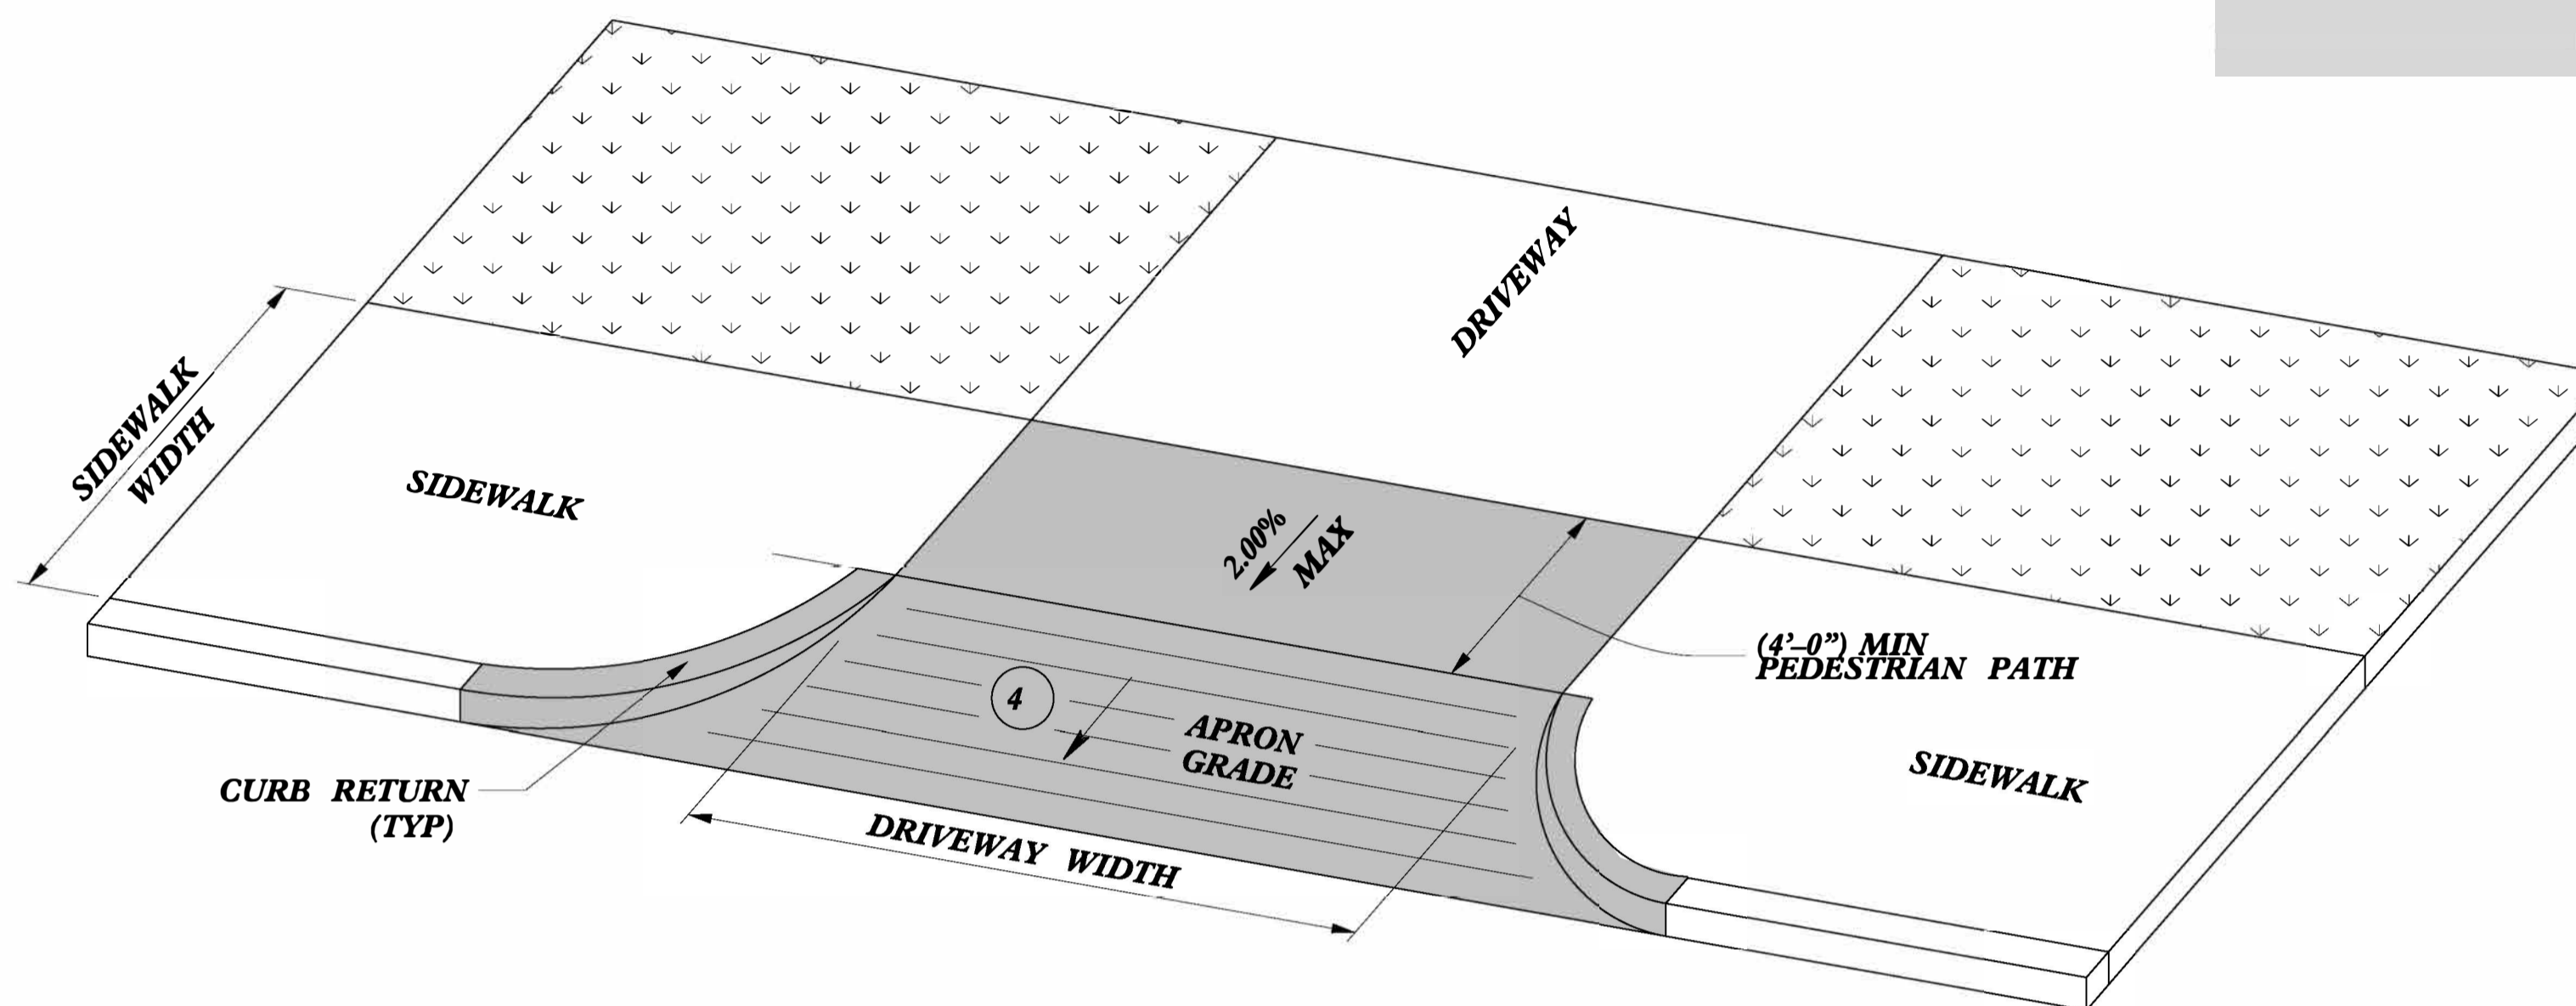 DRIVEWAY
SIDEWALK
WIDTH
SIDEWALK
2.00%
MAX
(4'–0") MIN
PEDESTRIAN PATH
4
APRON
GRADE
SIDEWALK
CURB RETURN
(TYP)
DRIVEWAY WIDTH